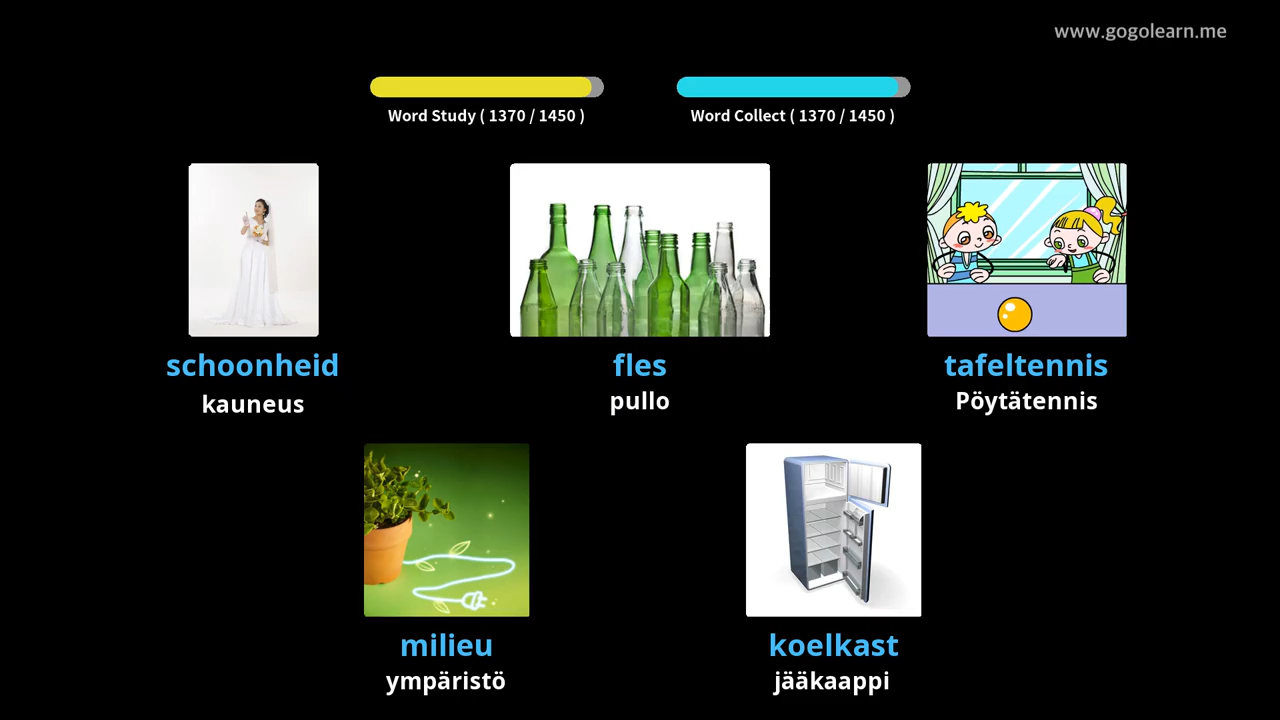 www.gogolearn.me
Word Study ( 1370 / 1450 )
Word Collect ( 1370 / 1450 )
schoonheid
kauneus
fles
pullo
tafeltennis
Pöytätennis
milieu
ympäristö
koelkast
jääkaappi